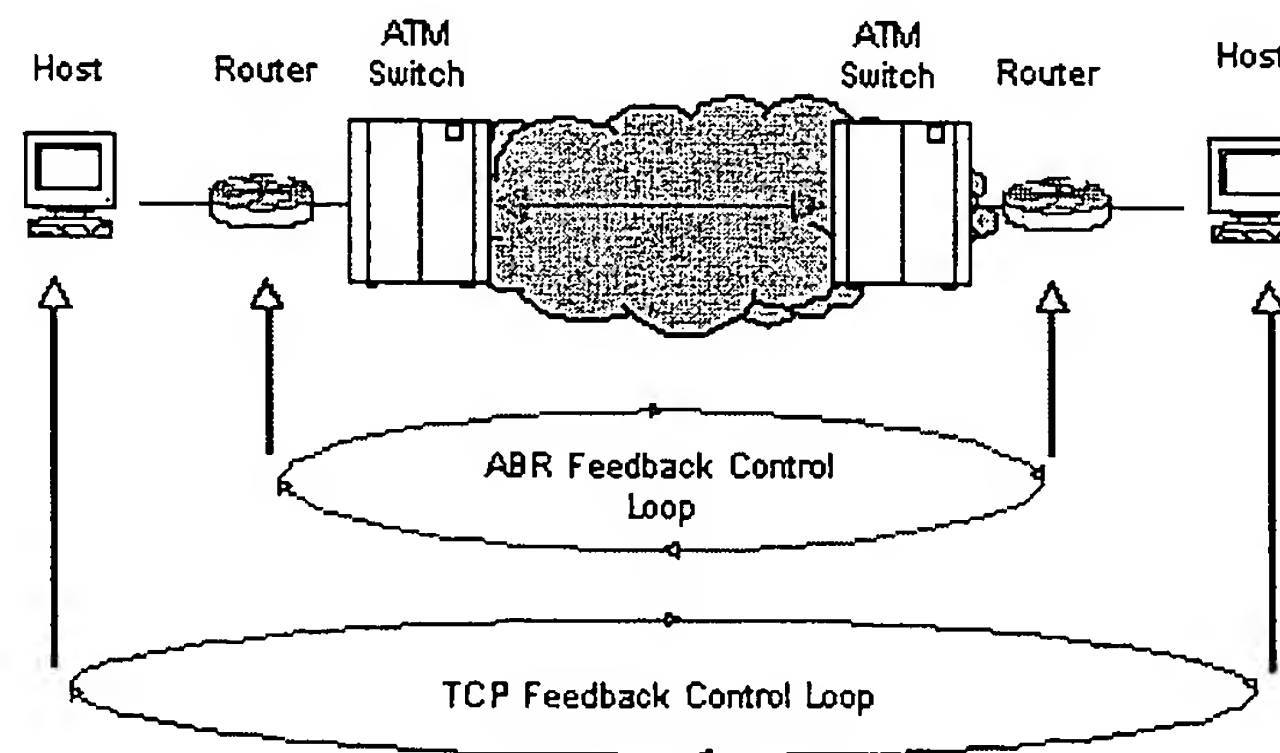 Host
Router
ATM
Switch
ATM
Switch
Router
Host
ABR Feedback Control
Loop
TCP Feedback Control Loop